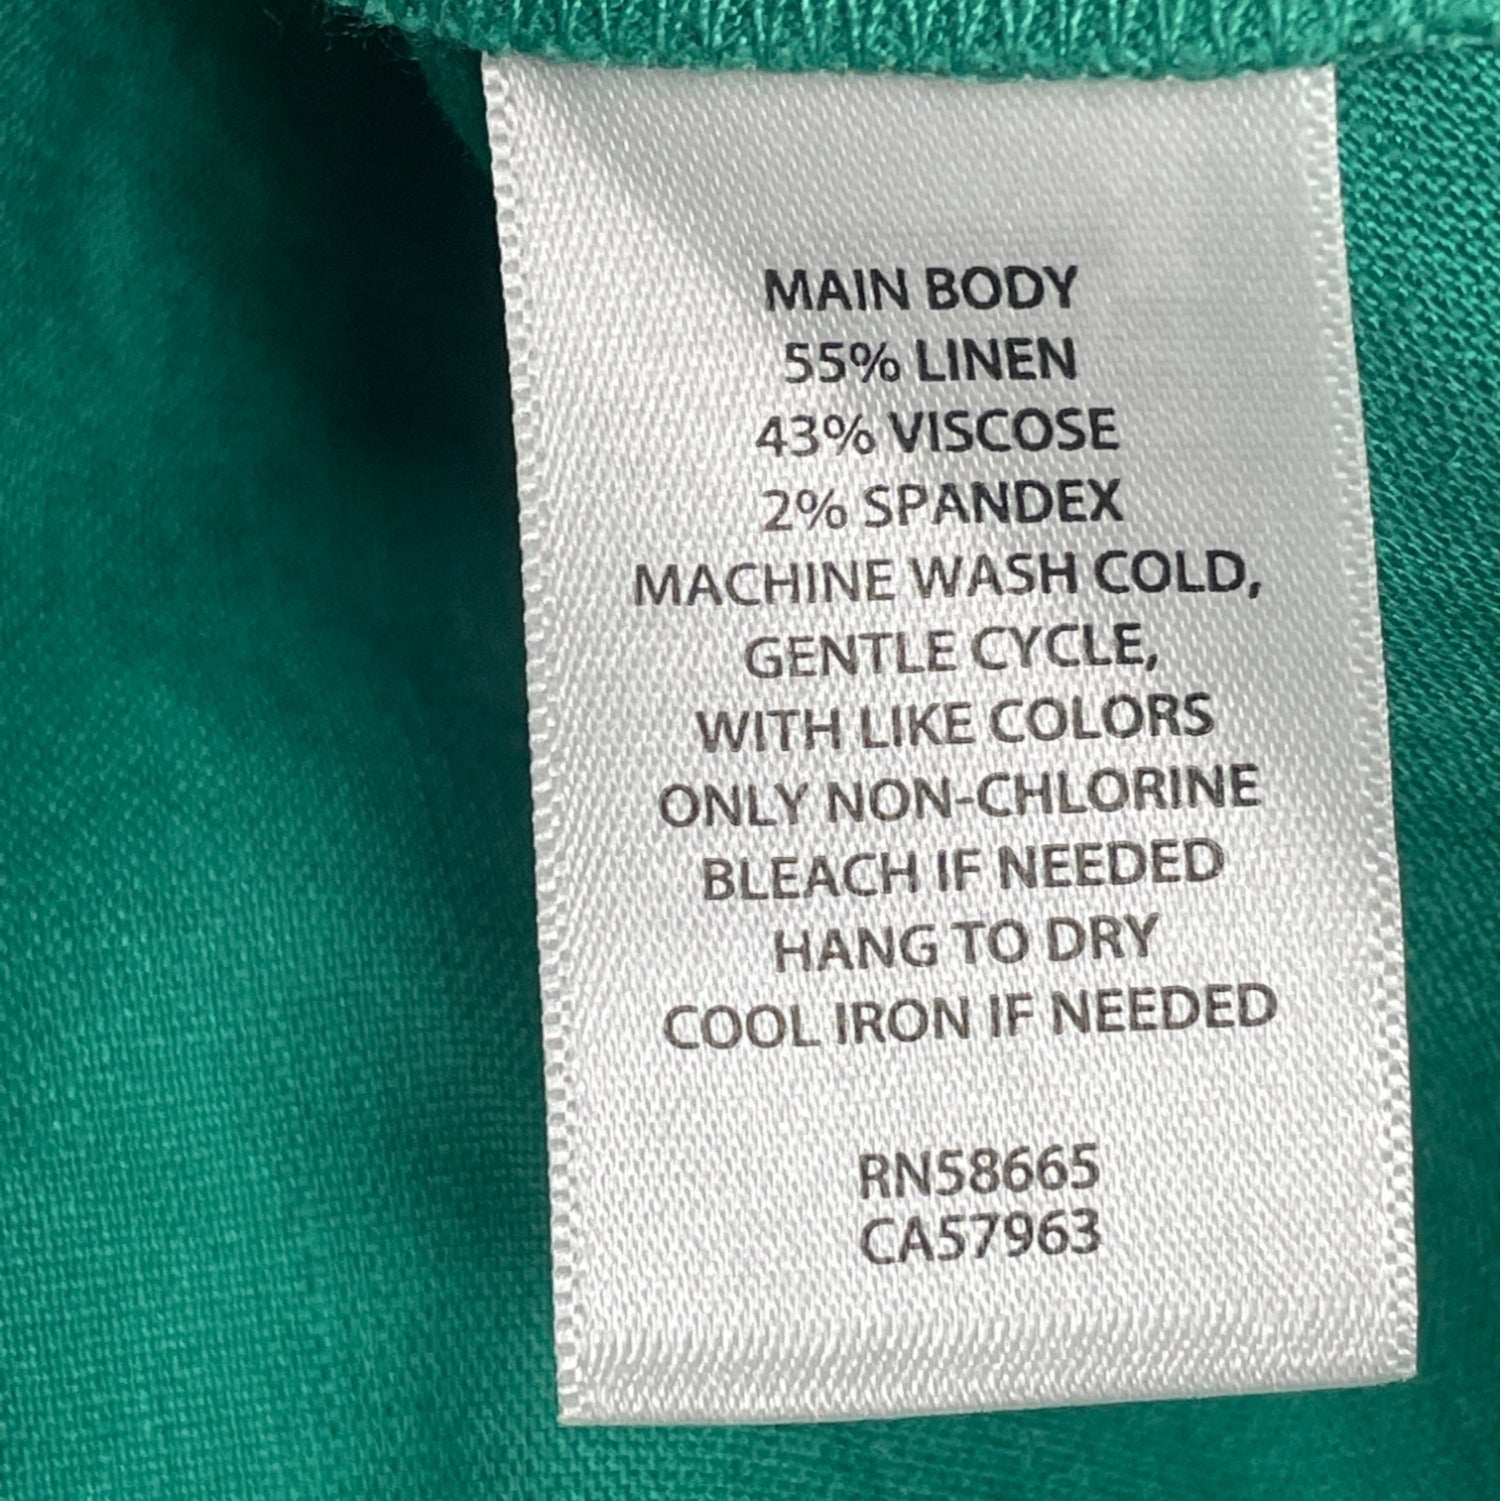 MAIN BODY
55% LINEN
43% VISCOSE
2% SPANDEX
MACHINE WASH COLD,
GENTLE CYCLE,
WITH LIKE COLORS
ONLY NON-CHLORINE
BLEACH IF NEEDED
HANG TO DRY
COOL IRON IF NEEDED
RN58665
CA57963